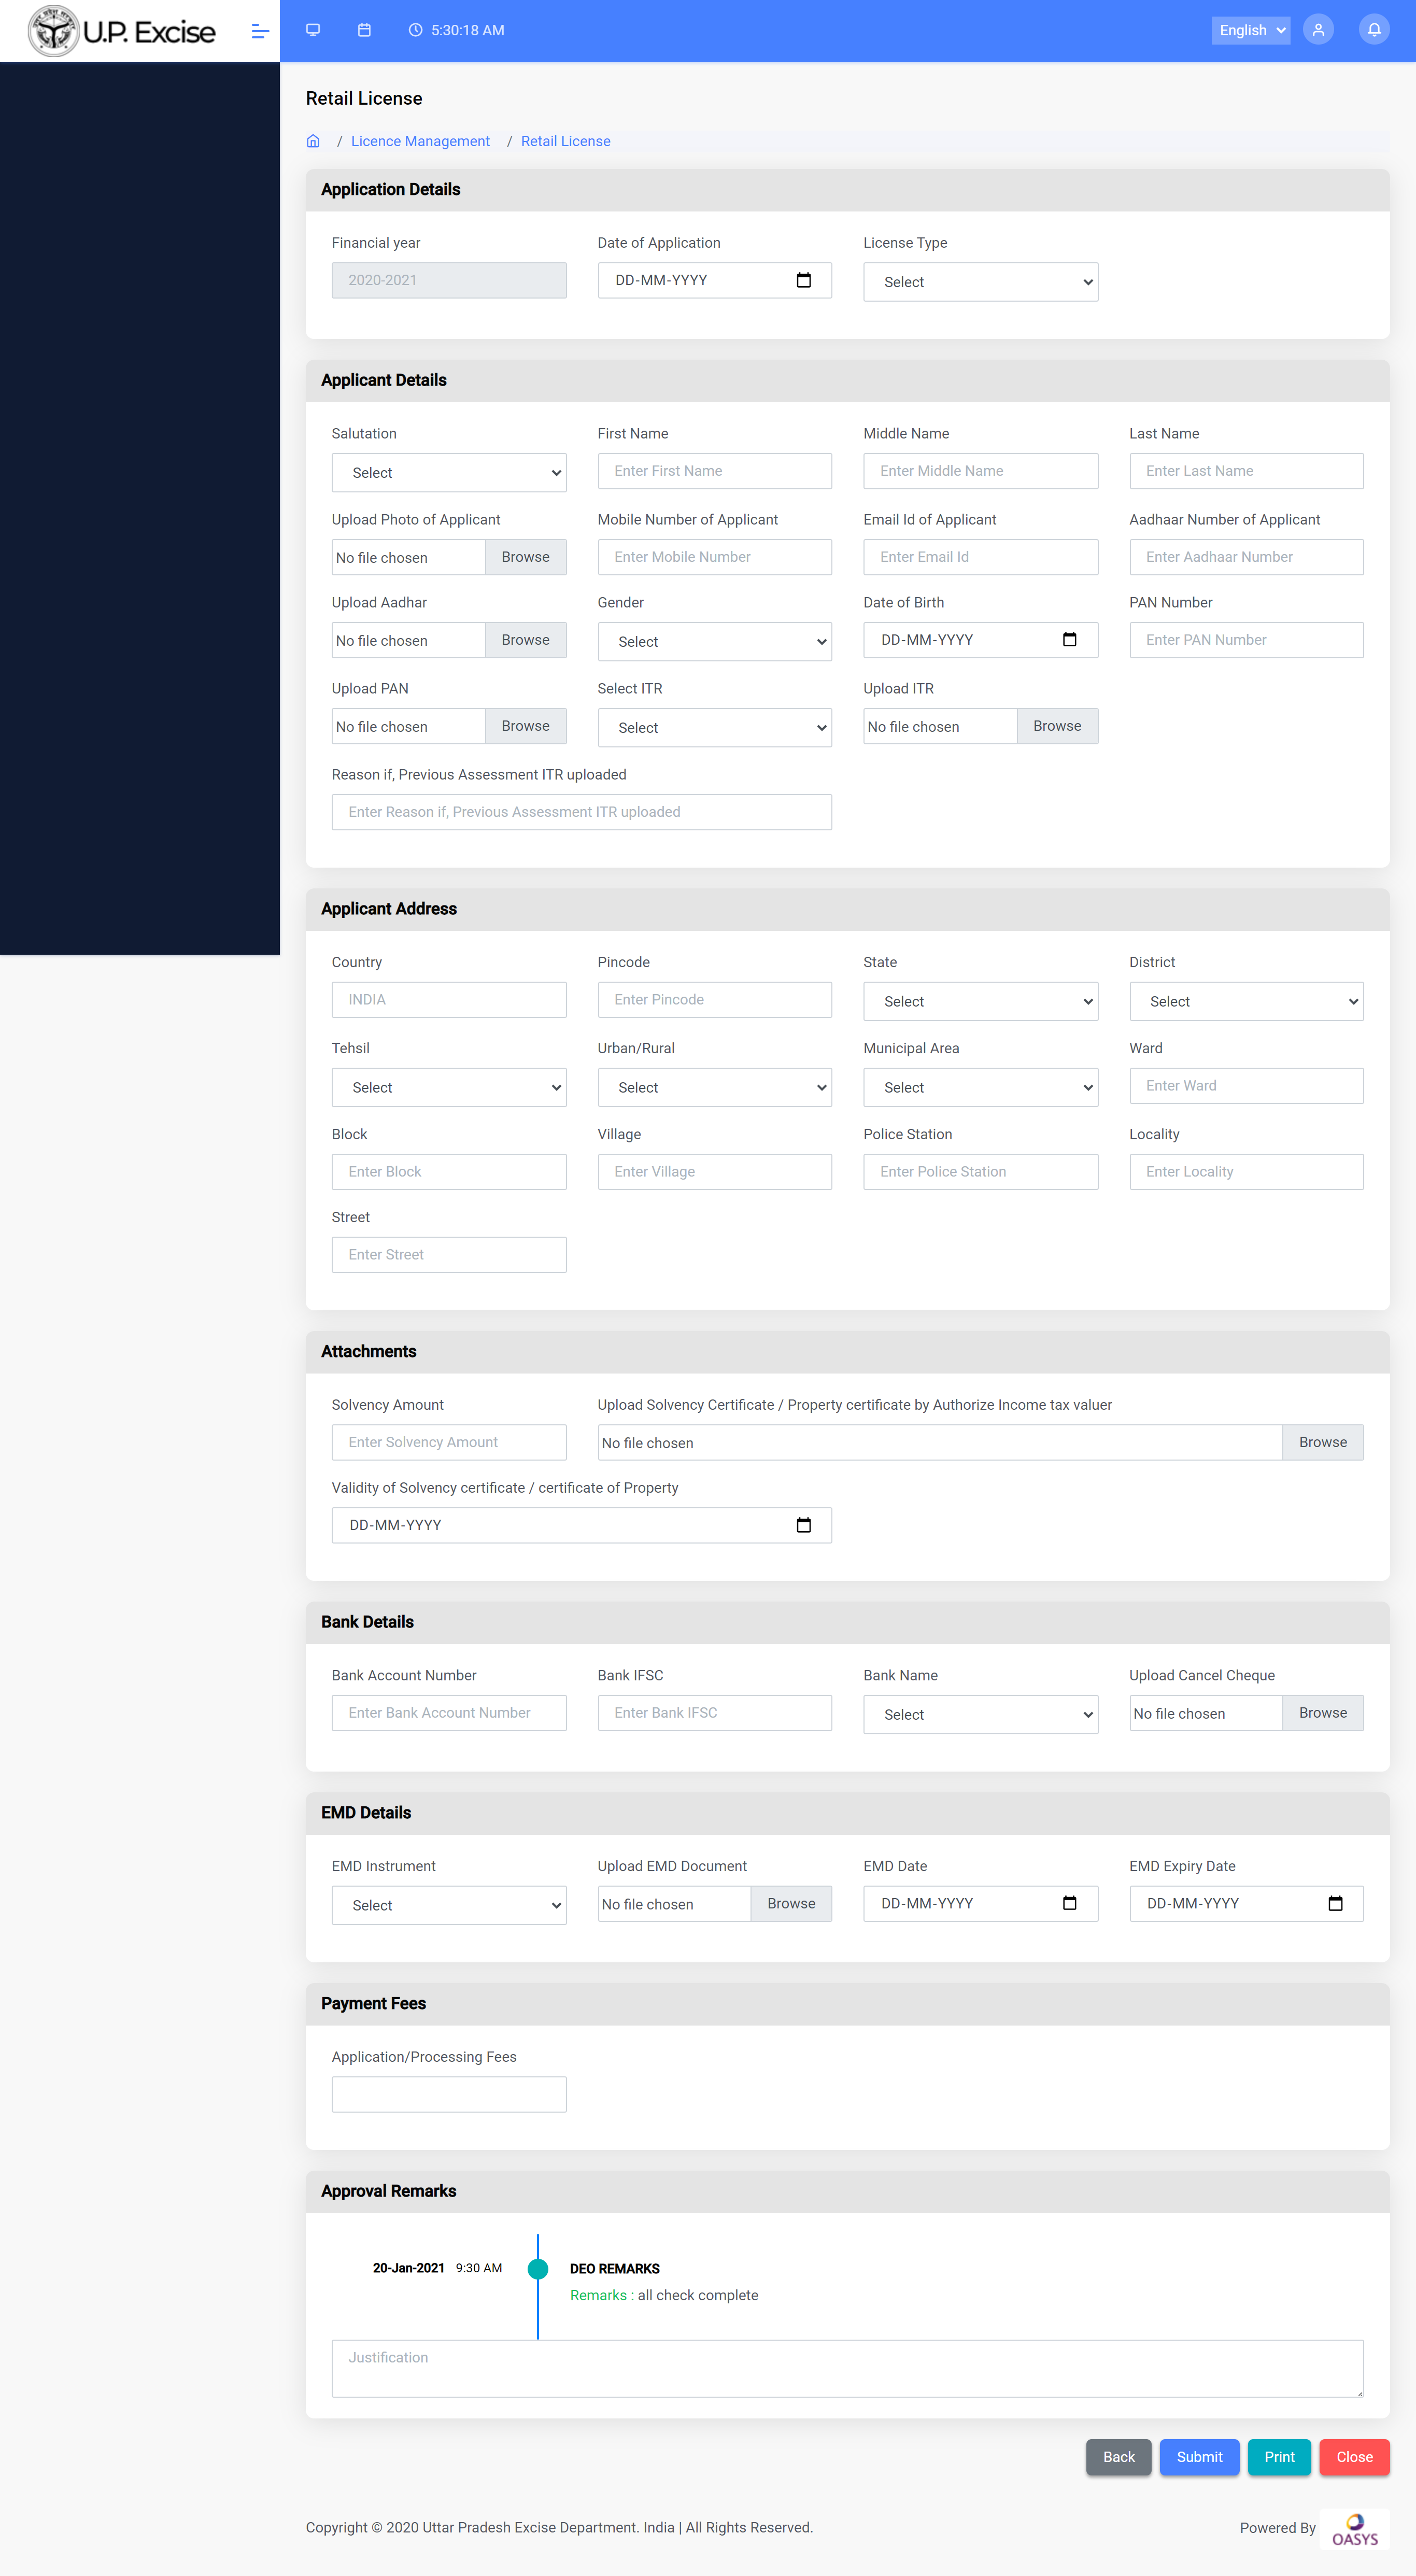 U.P. Excise
5:30:18 AM
English
Retail License
/ Licence Management / Retail License
Application Details
Financial year Date of Application License Type
2020-2021 DD-MM-YYYY Select
Applicant Details
Salutation First Name Middle Name Last Name
Select Enter First Name Enter Middle Name Enter Last Name
Upload Photo of Applicant Mobile Number of Applicant Email Id of Applicant Aadhaar Number of Applicant
No file chosen Browse Enter Mobile Number Enter Email Id Enter Aadhaar Number
Upload Aadhar Gender Date of Birth PAN Number
No file chosen Browse Select DD-MM-YYYY Enter PAN Number
Upload PAN Select ITR Upload ITR
No file chosen Browse Select No file chosen Browse
Reason if, Previous Assessment ITR uploaded
Enter Reason if, Previous Assessment ITR uploaded
Applicant Address
Country Pincode State District
INDIA Enter Pincode Select Select
Tehsil Urban/Rural Municipal Area Ward
Select Select Select Enter Ward
Block Village Police Station Locality
Enter Block Enter Village Enter Police Station Enter Locality
Street
Enter Street
Attachments
Solvency Amount Upload Solvency Certificate / Property certificate by Authorize Income tax valuer
Enter Solvency Amount No file chosen Browse
Validity of Solvency certificate / certificate of Property
DD-MM-YYYY
Bank Details
Bank Account Number Bank IFSC Bank Name Upload Cancel Cheque
Enter Bank Account Number Enter Bank IFSC Select No file chosen Browse
EMD Details
EMD Instrument Upload EMD Document EMD Date EMD Expiry Date
Select No file chosen Browse DD-MM-YYYY DD-MM-YYYY
Payment Fees
Application/Processing Fees
Approval Remarks
20-Jan-2021 9:30 AM DEO REMARKS
Remarks : all check complete
Justification
Back Submit Print Close
Copyright © 2020 Uttar Pradesh Excise Department. India | All Rights Reserved. Powered By OASYS